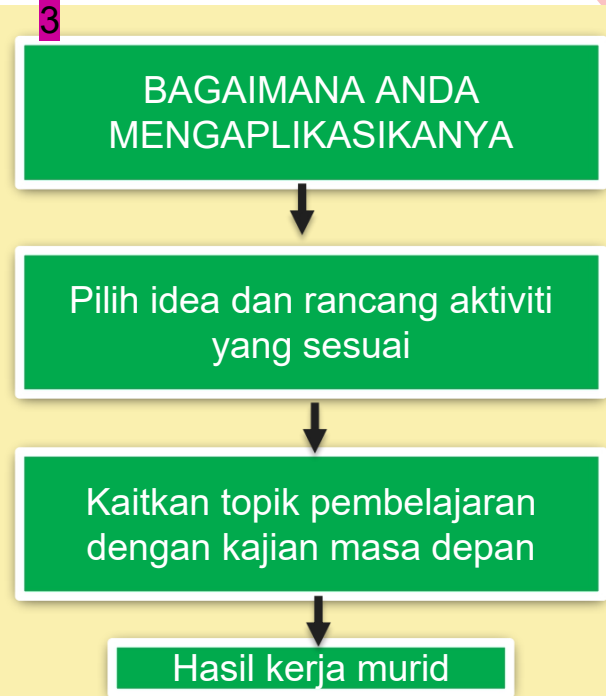 3
BAGAIMANA ANDA
MENGAPLIKASIKANYA
Pilih idea dan rancang aktiviti
yang sesuai
Kaitkan topik pembelajaran
dengan kajian masa depan
Hasil kerja murid